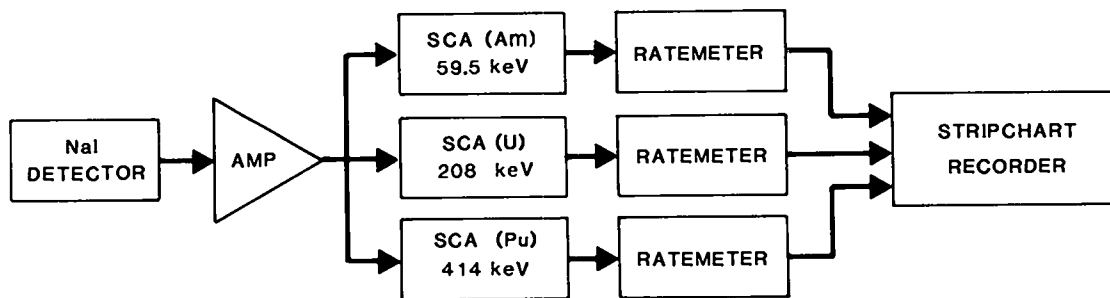 NaI
DETECTOR
AMP
SCA (Am)
59.5 keV
RATEMETER
SCA (U)
208 keV
RATEMETER
SCA (Pu)
414 keV
RATEMETER
STRIPCHART
RECORDER